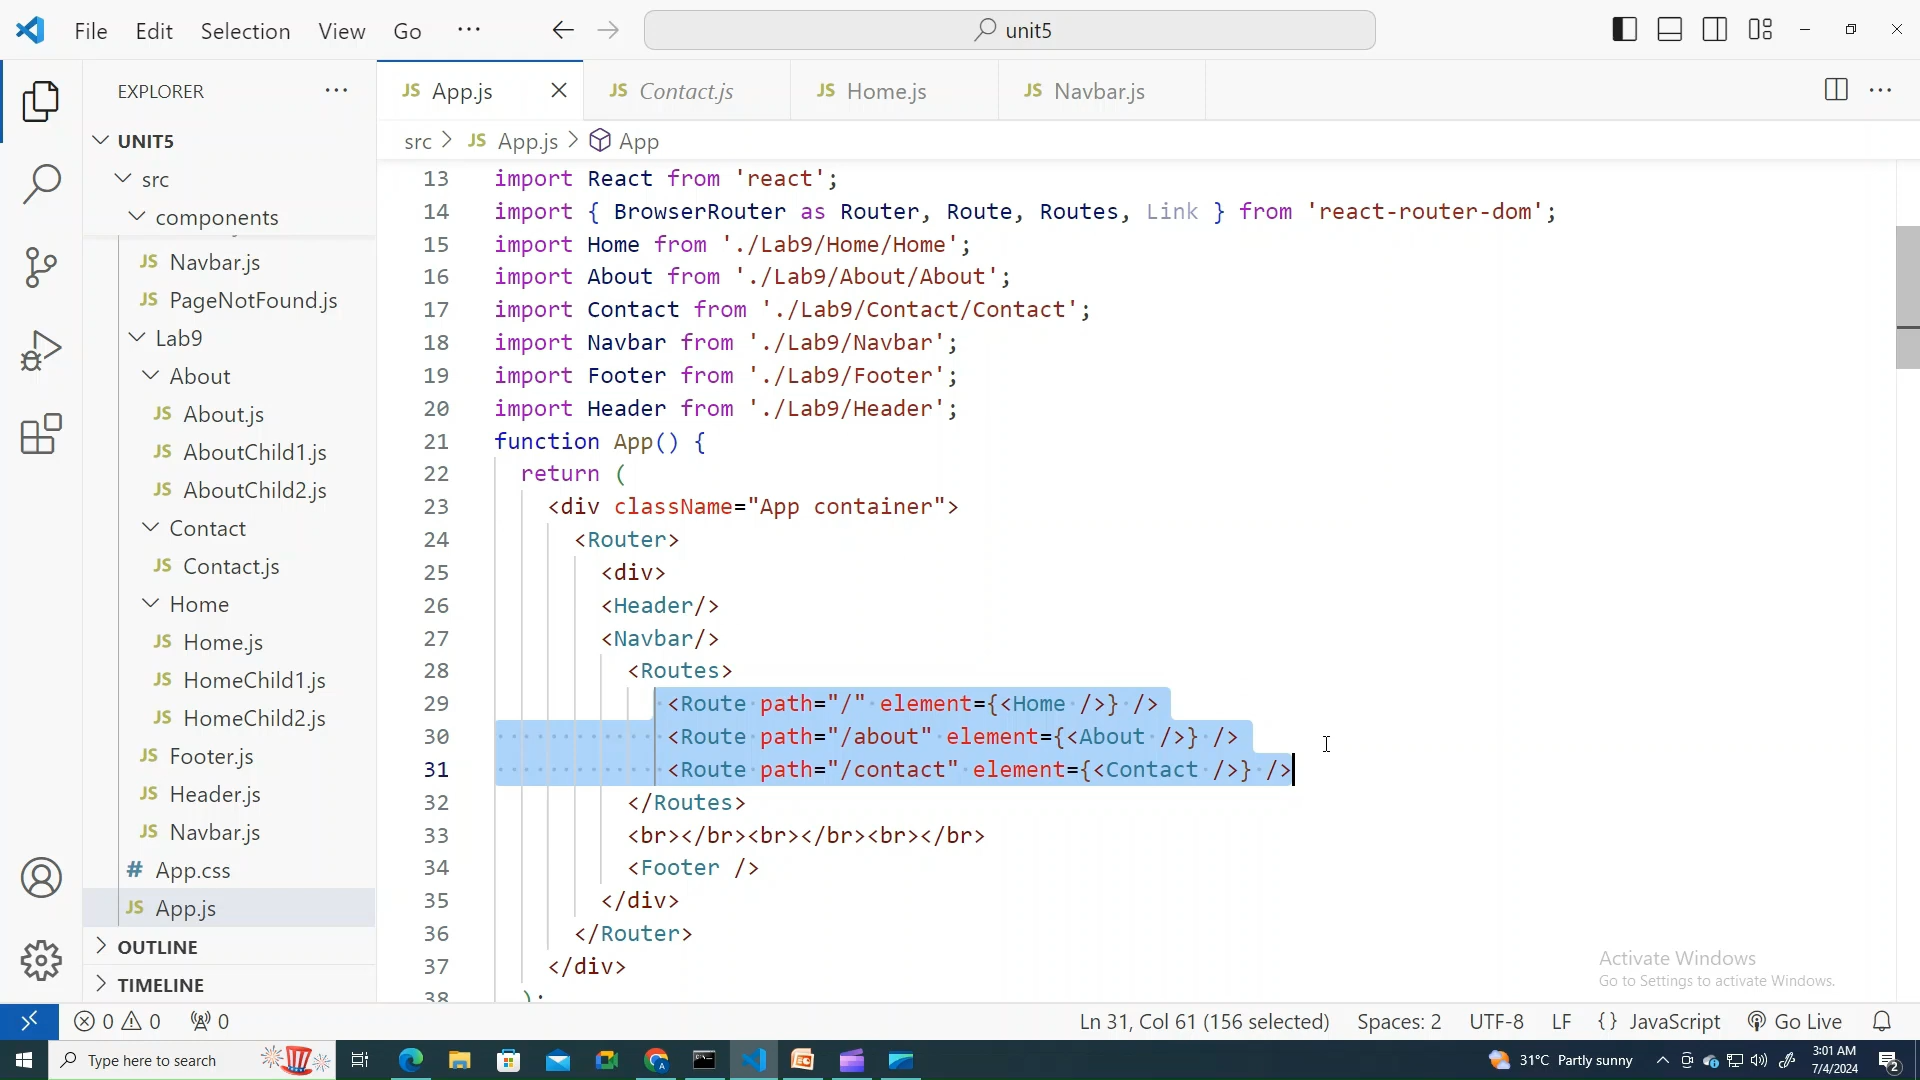 File Edit Selection View Go ··· unit5
EXPLORER ···
UNIT5
src
components
Navbar.js
PageNotFound.js
Lab9
About
About.js
AboutChild1.js
AboutChild2.js
Contact
Contact.js
Home
Home.js
HomeChild1.js
HomeChild2.js
Footer.js
Header.js
Navbar.js
App.css
App.js
OUTLINE
TIMELINE
JS App.js JS Contact.js JS Home.js JS Navbar.js
src > JS App.js > App
13 import React from 'react';
14 import { BrowserRouter as Router, Route, Routes, Link } from 'react-router-dom';
15 import Home from './Lab9/Home/Home';
16 import About from './Lab9/About/About';
17 import Contact from './Lab9/Contact/Contact';
18 import Navbar from './Lab9/Navbar';
19 import Footer from './Lab9/Footer';
20 import Header from './Lab9/Header';
21 function App() {
22 return (
23 <div className="App container">
24 <Router>
25 <div>
26 <Header/>
27 <Navbar/>
28 <Routes>
29 <Route path="/" element={<Home />} />
30 <Route path="/about" element={<About />} />
31 <Route path="/contact" element={<Contact />} />
32 </Routes>
33 <br></br><br></br><br></br>
34 <Footer />
35 </div>
36 </Router>
37 </div>
38 );
Activate Windows
Go to Settings to activate Windows.
0 0 0 Ln 31, Col 61 (156 selected) Spaces: 2 UTF-8 LF {} JavaScript Go Live
Type here to search 31°C Partly sunny 3:01 AM
7/4/2024 2